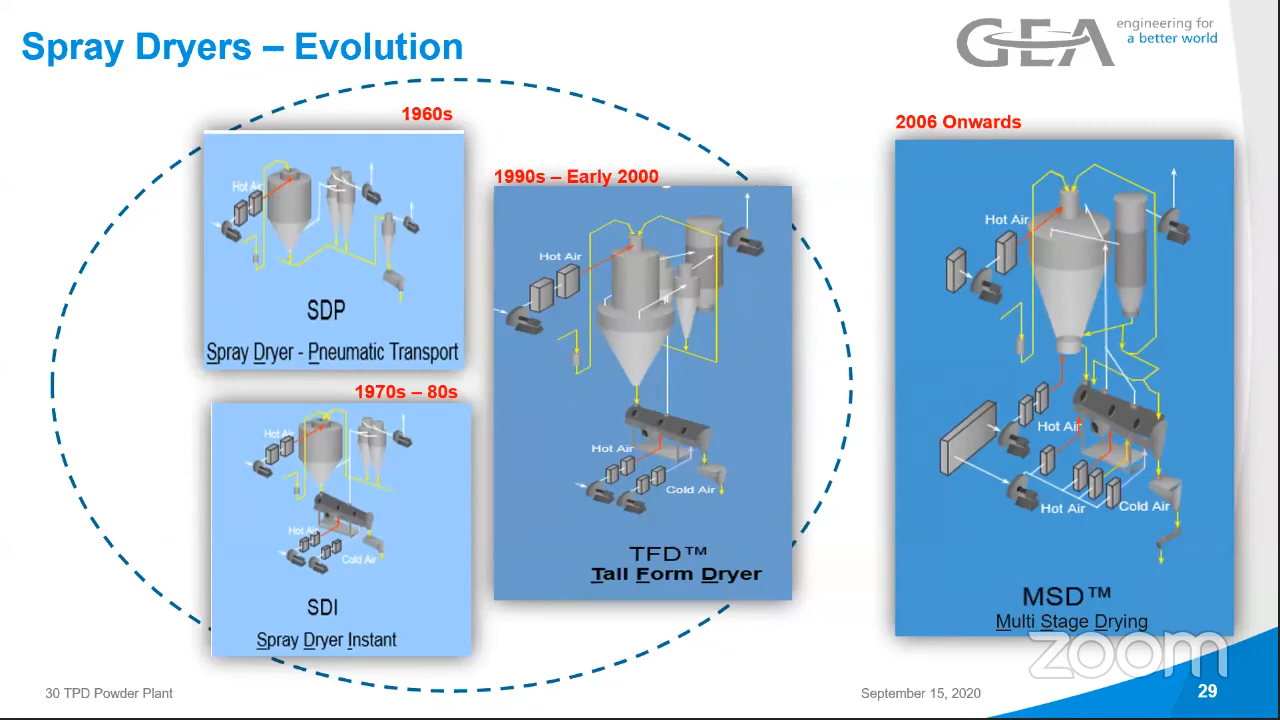 Spray Dryers – Evolution
GEA
engineering for
a better world
1960s
Hot Air
SDP
Spray Dryer - Pneumatic Transport
1970s – 80s
Hot Air
Hot Air
Cold Air
SDI
Spray Dryer Instant
1990s – Early 2000
Hot Air
Hot Air
Cold Air
TFD™
Tall Form Dryer
2006 Onwards
Hot Air
Hot Air
Hot Air
Cold Air
MSD™
Multi Stage Drying
zoom
30 TPD Powder Plant
September 15, 2020
29